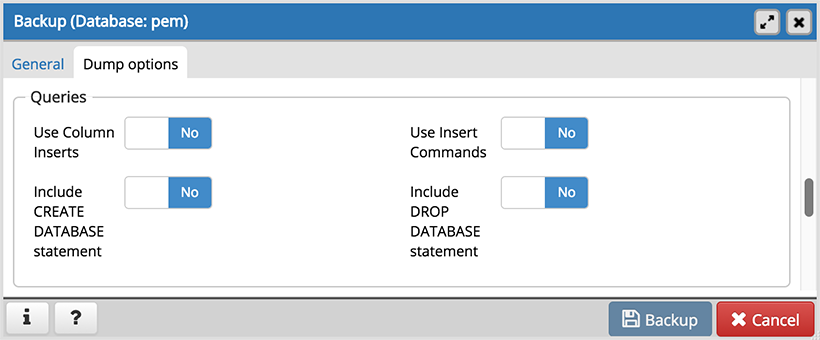 Backup (Database: pem)
General
Dump options
Queries
Use Column
Inserts
No
Use Insert
Commands
No
Include
CREATE
DATABASE
statement
No
Include
DROP
DATABASE
statement
No
i
?
Backup
Cancel